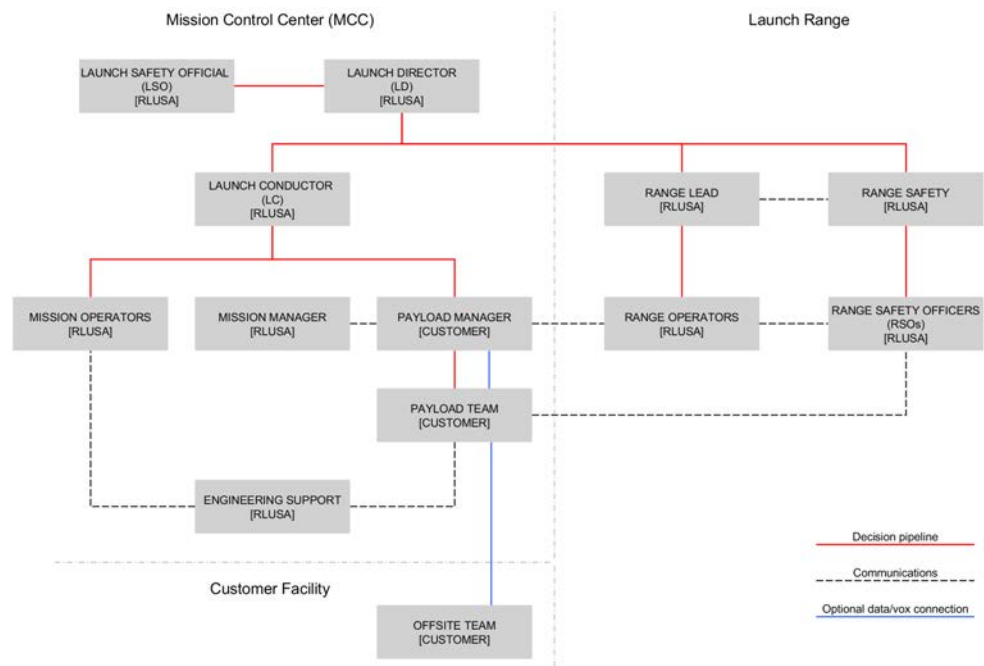 Mission Control Center (MCC)
Launch Range
LAUNCH SAFETY OFFICIAL
(LSO)
[RLUSA]
LAUNCH DIRECTOR
(LD)
[RLUSA]
LAUNCH CONDUCTOR
(LC)
[RLUSA]
RANGE LEAD
[RLUSA]
RANGE SAFETY
[RLUSA]
MISSION OPERATORS
[RLUSA]
MISSION MANAGER
[RLUSA]
PAYLOAD MANAGER
[CUSTOMER]
RANGE OPERATORS
[RLUSA]
RANGE SAFETY OFFICERS
(RSOs)
[RLUSA]
PAYLOAD TEAM
[CUSTOMER]
ENGINEERING SUPPORT
[RLUSA]
Decision pipeline
Communications
Optional data/vox connection
Customer Facility
OFFSITE TEAM
[CUSTOMER]